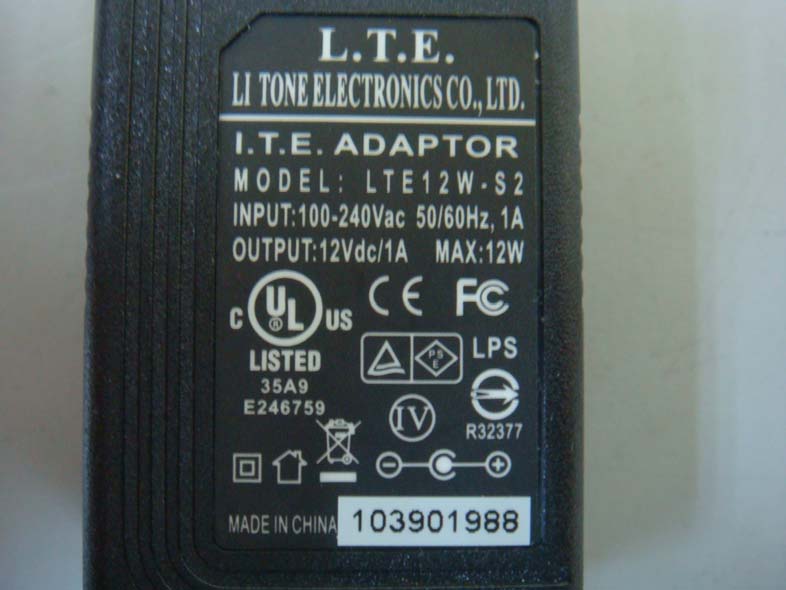 L.T.E.
LI TONE ELECTRONICS CO., LTD.
I.T.E. ADAPTOR
MODEL: LTE12W-S2
INPUT:100-240Vac 50/60Hz, 1A
OUTPUT:12Vdc/1A MAX:12W
C UL ® US CE FC
LISTED
35A9
E246759
PS
E
LPS
IV
R32377
MADE IN CHINA 103901988